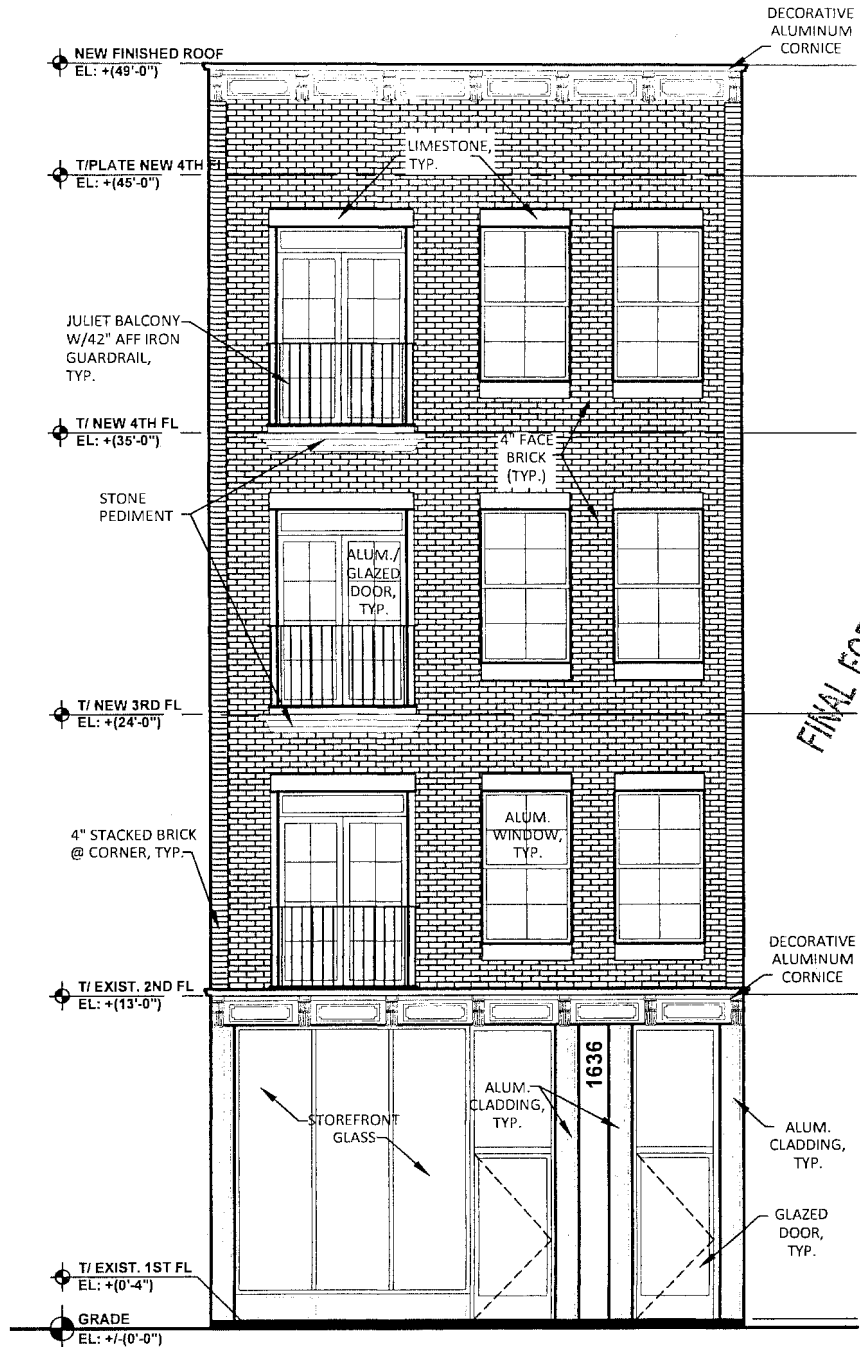 DECORATIVE
ALUMINUM
CORNICE
NEW FINISHED ROOF
EL: +(49'-0")
LIMESTONE,
TYP.
T/PLATE NEW 4TH FL
EL: +(45'-0")
JULIET BALCONY
W/42" AFF IRON
GUARDRAIL,
TYP.
T/ NEW 4TH FL
EL: +(35'-0")
4" FACE
BRICK
(TYP.)
STONE
PEDIMENT
ALUM./
GLAZED
DOOR,
TYP.
FINAL FOR
T/ NEW 3RD FL
EL: +(24'-0")
ALUM.
WINDOW,
TYP.
4" STACKED BRICK
@ CORNER, TYP.
DECORATIVE
ALUMINUM
CORNICE
T/ EXIST. 2ND FL
EL: +(13'-0")
1636
STOREFRONT
GLASS
ALUM.
CLADDING,
TYP.
ALUM.
CLADDING,
TYP.
GLAZED
DOOR,
TYP.
T/ EXIST. 1ST FL
EL: +(0'-4")
GRADE
EL: +/-(0'-0")